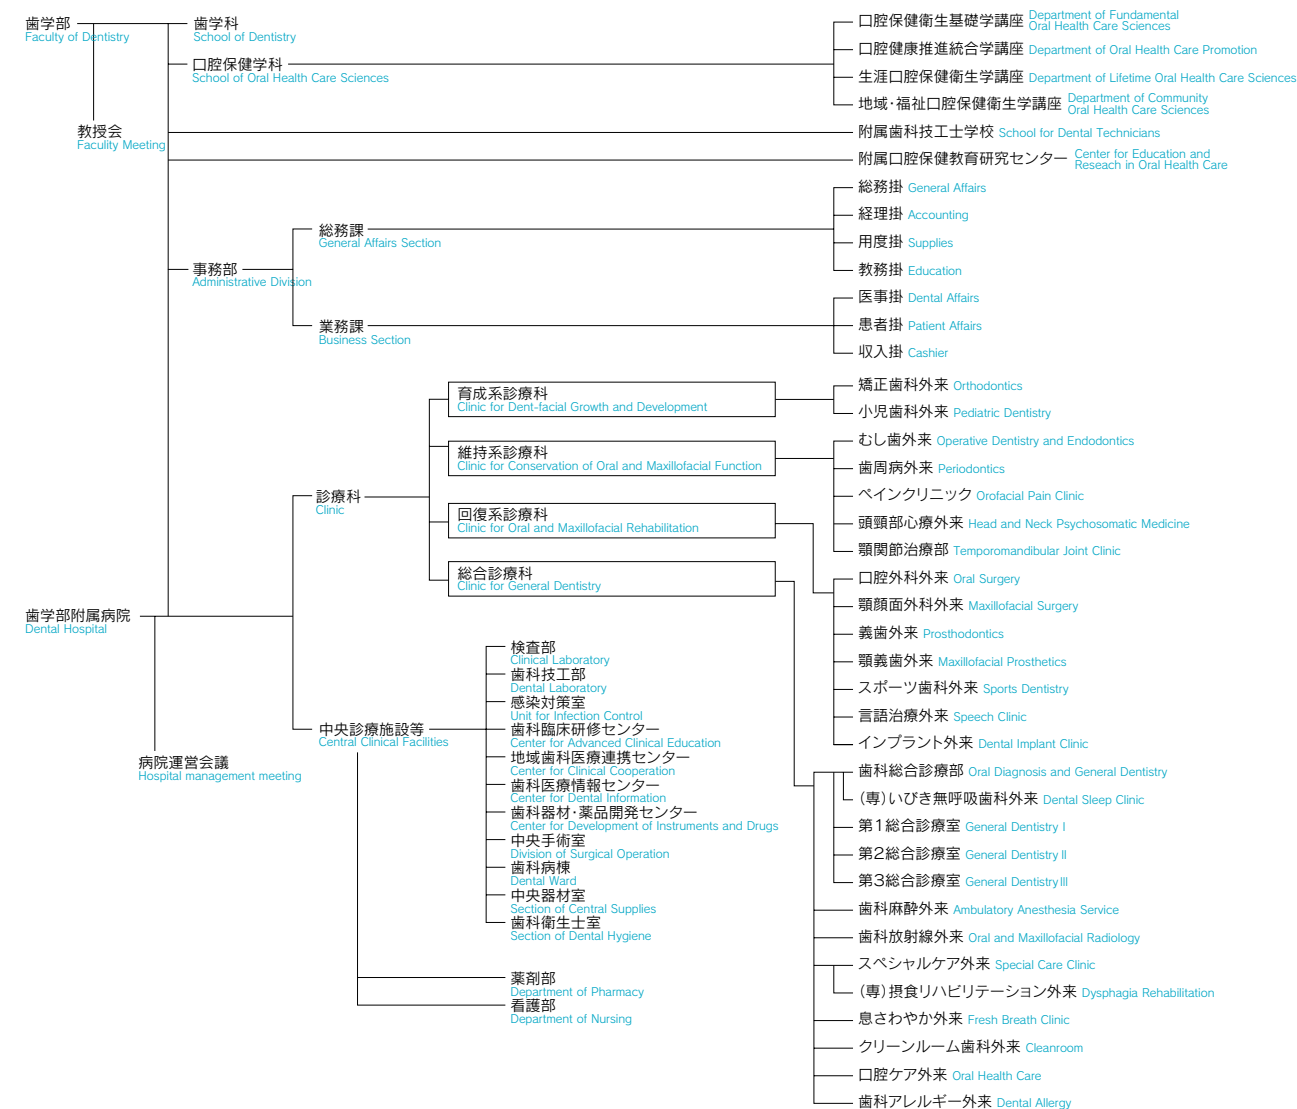 歯学部
Faculty of Dentistry
歯学科
School of Dentistry
口腔保健学科
School of Oral Health Care Sciences
教授会
Faculity Meeting
口腔保健衛生基礎学講座 Department of Fundamental
Oral Health Care Sciences
口腔健康推進統合学講座 Department of Oral Health Care Promotion
生涯口腔保健衛生学講座 Department of Lifetime Oral Health Care Sciences
地域・福祉口腔保健衛生学講座 Department of Community
Oral Health Care Sciences
附属歯科技工士学校 School for Dental Technicians
附属口腔保健教育研究センター Center for Education and
Reseach in Oral Health Care
事務部
Administrative Division
総務課
General Affairs Section
総務掛 General Affairs
経理掛 Accounting
用度掛 Supplies
教務掛 Education
業務課
Business Section
医事掛 Dental Affairs
患者掛 Patient Affairs
収入掛 Cashier
歯学部附属病院
Dental Hospital
病院運営会議
Hospital management meeting
診療科
Clinic
育成系診療科
Clinic for Dent-facial Growth and Development
矯正歯科外来 Orthodontics
小児歯科外来 Pediatric Dentistry
維持系診療科
Clinic for Conservation of Oral and Maxillofacial Function
むし歯外来 Operative Dentistry and Endodontics
歯周病外来 Periodontics
ペインクリニック Orofacial Pain Clinic
頭頸部心療外来 Head and Neck Psychosomatic Medicine
顎関節治療部 Temporomandibular Joint Clinic
回復系診療科
Clinic for Oral and Maxillofacial Rehabilitation
口腔外科外来 Oral Surgery
顎顔面外科外来 Maxillofacial Surgery
義歯外来 Prosthodontics
顎義歯外来 Maxillofacial Prosthetics
スポーツ歯科外来 Sports Dentistry
言語治療外来 Speech Clinic
インプラント外来 Dental Implant Clinic
総合診療科
Clinic for General Dentistry
歯科総合診療部 Oral Diagnosis and General Dentistry
（専）いびき無呼吸歯科外来 Dental Sleep Clinic
第1総合診療室 General Dentistry I
第2総合診療室 General Dentistry II
第3総合診療室 General Dentistry III
歯科麻酔外来 Ambulatory Anesthesia Service
歯科放射線外来 Oral and Maxillofacial Radiology
スペシャルケア外来 Special Care Clinic
（専）摂食リハビリテーション外来 Dysphagia Rehabilitation
息さわやか外来 Fresh Breath Clinic
クリーンルーム歯科外来 Cleanroom
口腔ケア外来 Oral Health Care
歯科アレルギー外来 Dental Allergy
中央診療施設等
Central Clinical Facilities
検査部
Clinical Laboratory
歯科技工部
Dental Laboratory
感染対策室
Unit for Infection Control
歯科臨床研修センター
Center for Advanced Clinical Education
地域歯科医療連携センター
Center for Clinical Cooperation
歯科医療情報センター
Center for Dental Information
歯科器材・薬品開発センター
Center for Development of Instruments and Drugs
中央手術室
Division of Surgical Operation
歯科病棟
Dental Ward
中央器材室
Section of Central Supplies
歯科衛生士室
Section of Dental Hygiene
薬剤部
Department of Pharmacy
看護部
Department of Nursing